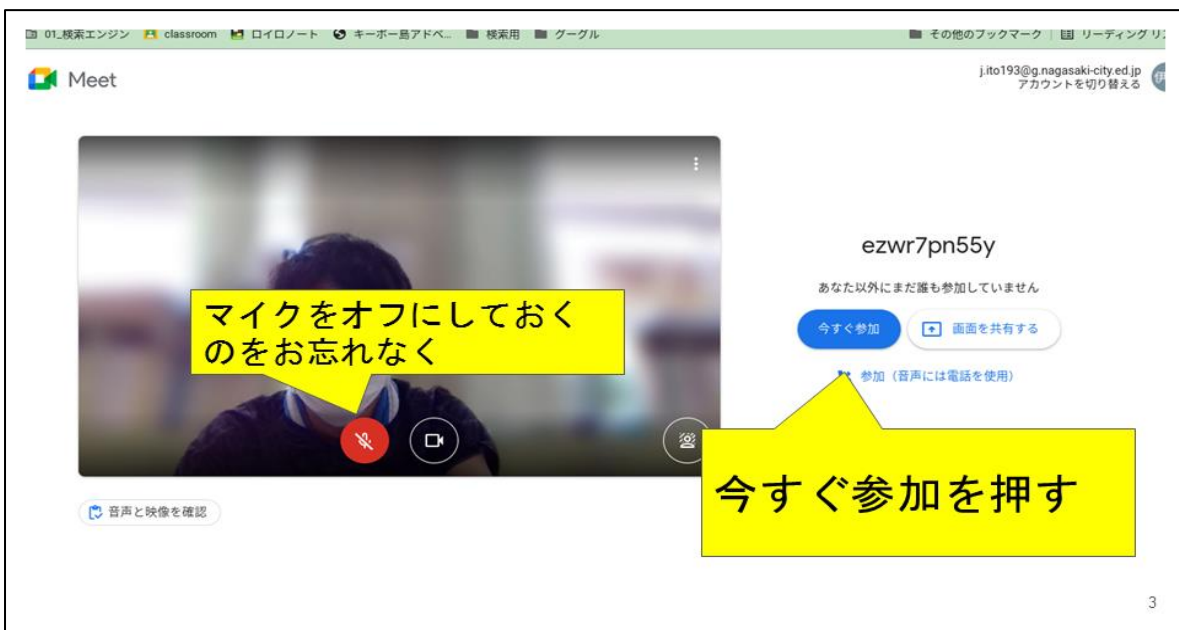 01_検索エンジン classroom ロイロノート キーボー島アドベ... 検索用 グーグル その他のブックマーク リーディングリ
Meet
j.ito193@g.nagasaki-city.ed.jp
アカウントを切り替える
伊
ezwr7pn55y
あなた以外にまだ誰も参加していません
マイクをオフにしておく
のをお忘れなく
今すぐ参加 画面を共有する
参加（音声には電話を使用）
今すぐ参加を押す
音声と映像を確認
3